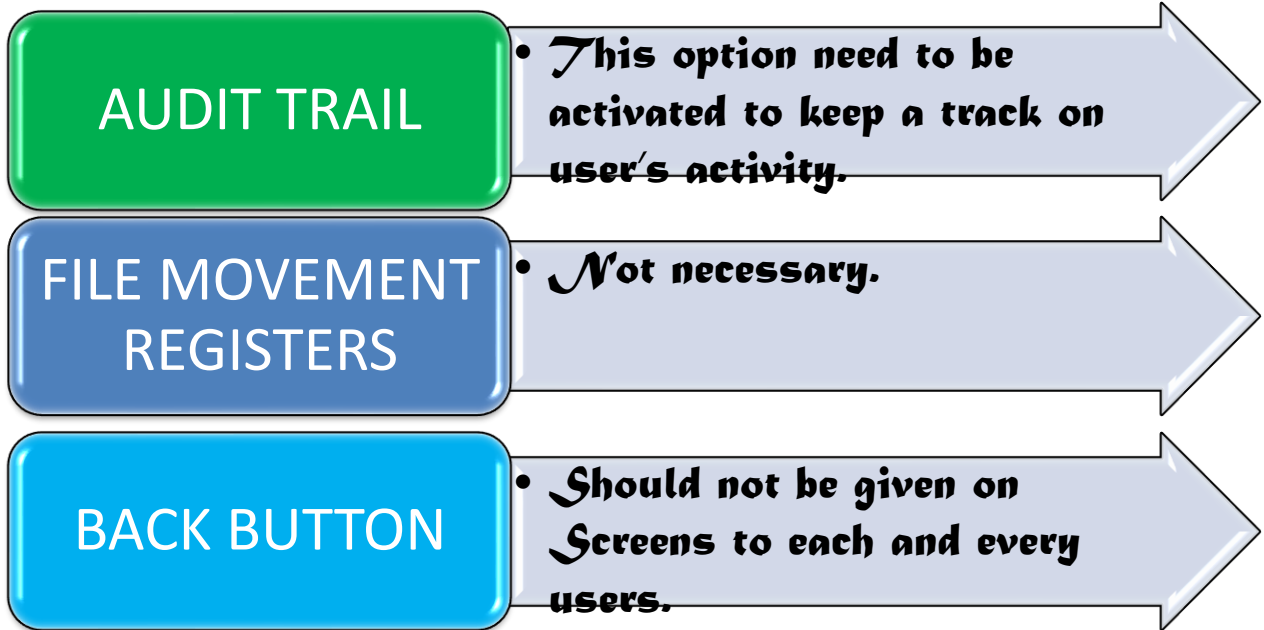 AUDIT TRAIL
• This option need to be
activated to keep a track on
user's activity.
FILE MOVEMENT
REGISTERS
• Not necessary.
BACK BUTTON
• Should not be given on
Screens to each and every
users.